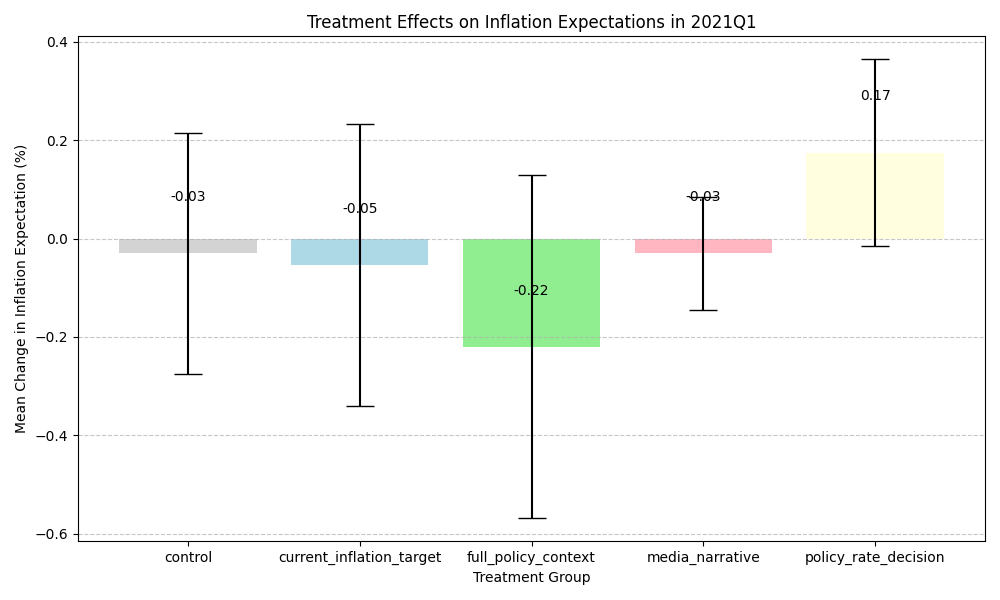 Treatment Effects on Inflation Expectations in 2021Q1
Mean Change in Inflation Expectation (%)
0.4
0.2
0.0
−0.2
−0.4
−0.6
-0.03
-0.05
-0.22
-0.03
0.17
control
current_inflation_target
full_policy_context
media_narrative
policy_rate_decision
Treatment Group